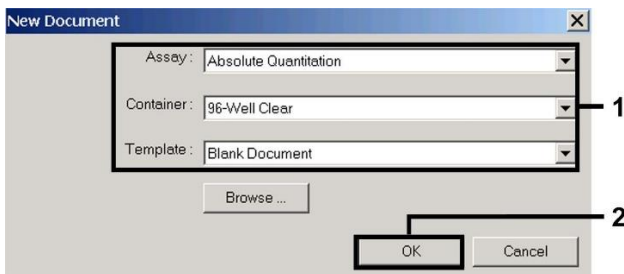 New Document
Assay: Absolute Quantitation
Container: 96-Well Clear
1
Template: Blank Document
Browse ...
2
OK Cancel